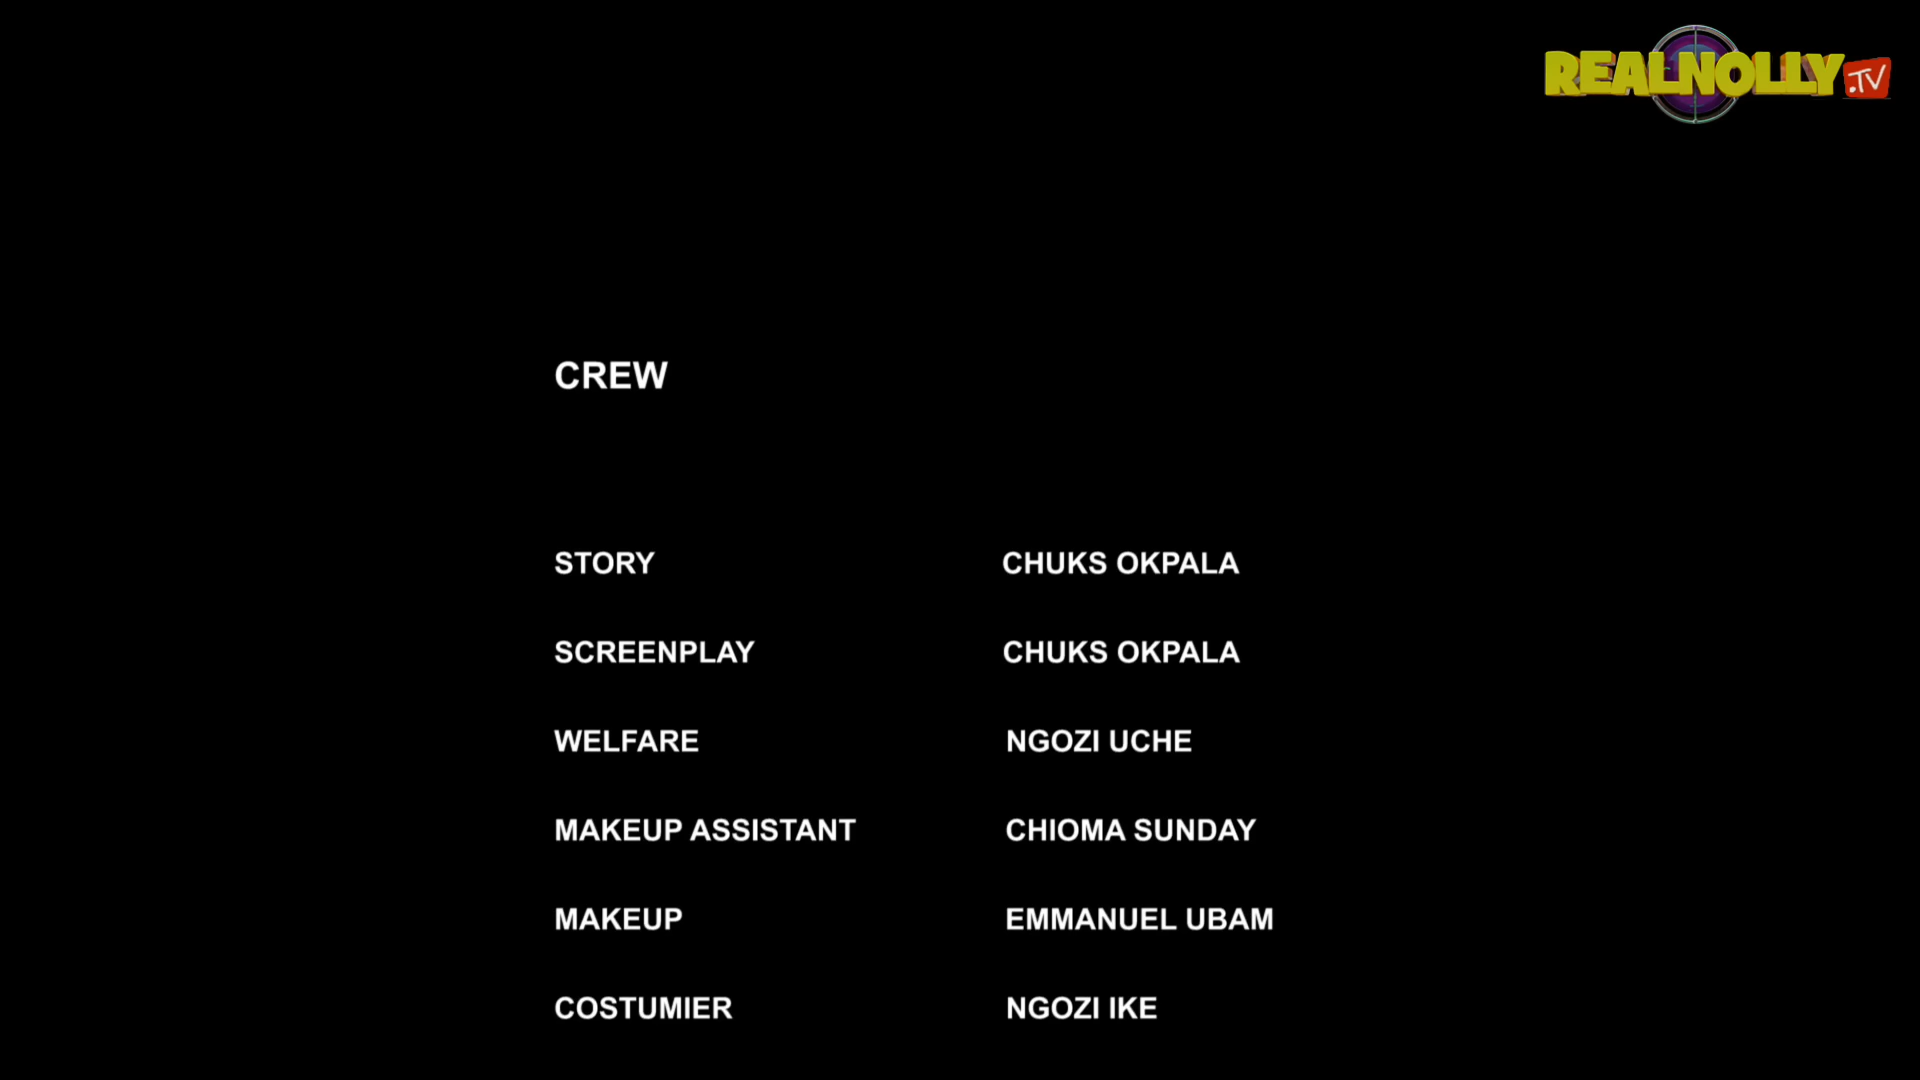 REALNOLLY.TV
CREW
STORY CHUKS OKPALA
SCREENPLAY CHUKS OKPALA
WELFARE NGOZI UCHE
MAKEUP ASSISTANT CHIOMA SUNDAY
MAKEUP EMMANUEL UBAM
COSTUMIER NGOZI IKE